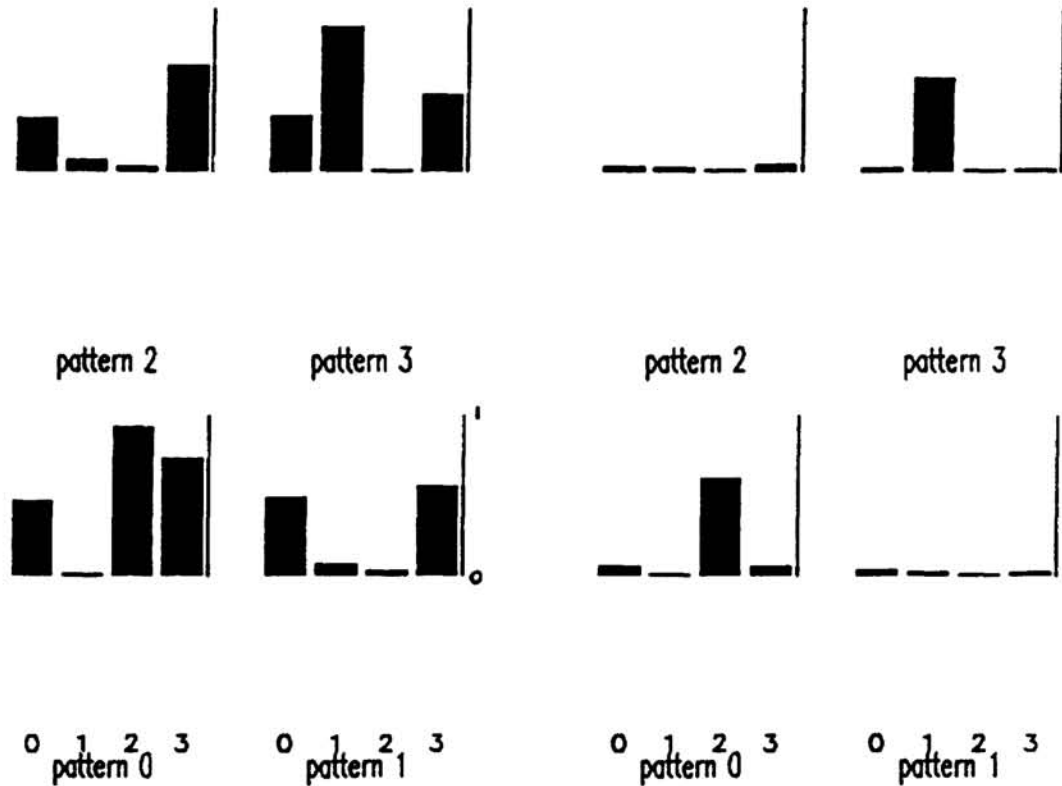 pattern 2 pattern 3 pattern 2 pattern 3
1
0
0 1 2 3 0 1 2 3 0 1 2 3 0 1 2 3
pattern 0 pattern 1 pattern 0 pattern 1